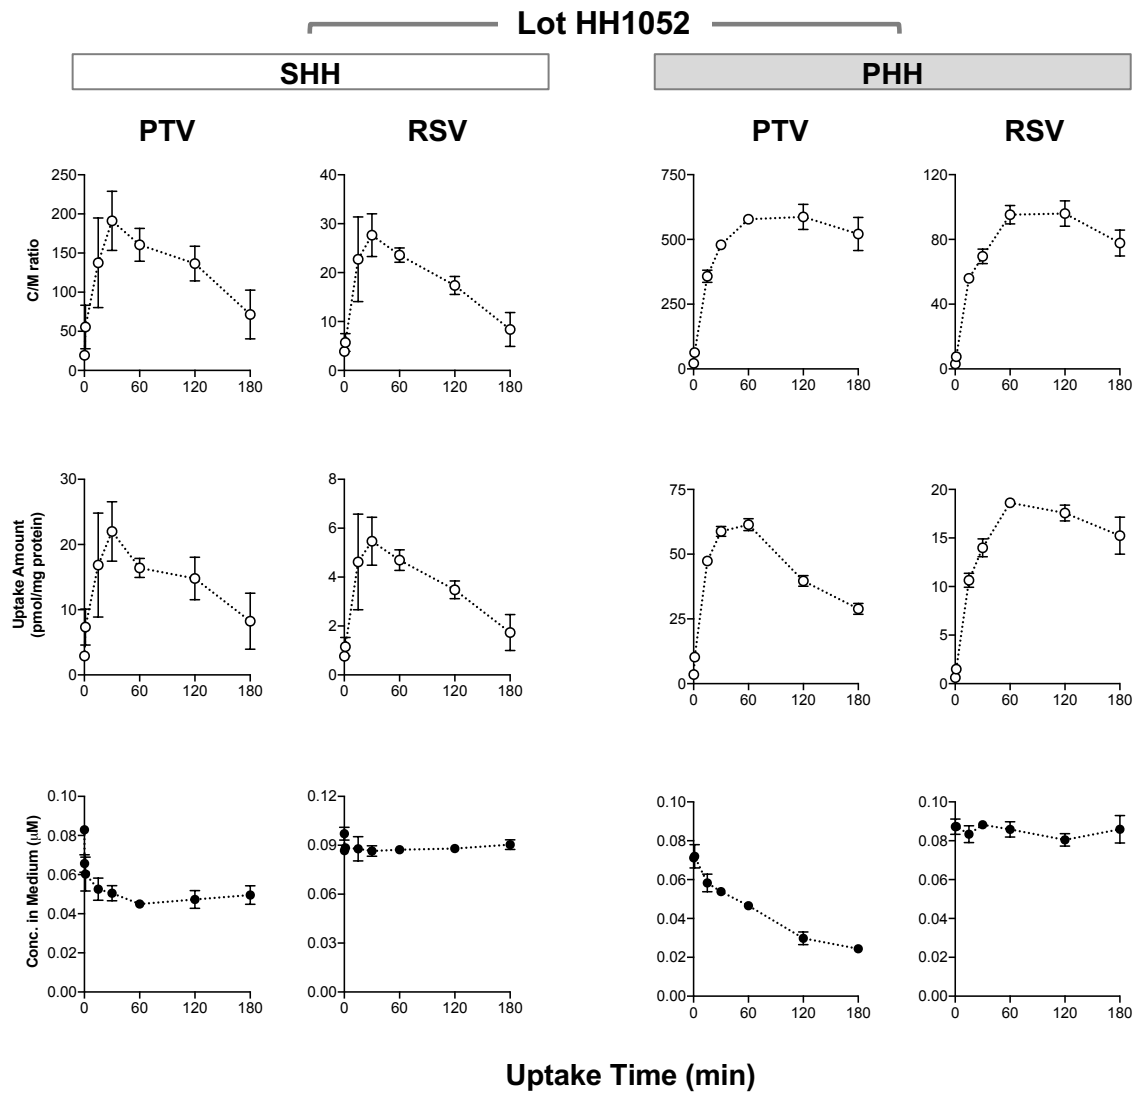 Lot HH1052
SHH
PHH
PTV
RSV
PTV
RSV
C/M ratio
250
200
150
100
50
0
0 60 120 180
40
30
20
10
0
0 60 120 180
750
500
250
0
0 60 120 180
120
80
40
0
0 60 120 180
Uptake Amount
(pmol/mg protein)
30
20
10
0
0 60 120 180
8
6
4
2
0
0 60 120 180
75
50
25
0
0 60 120 180
20
15
10
5
0
0 60 120 180
Conc. in Medium (μM)
0.10
0.08
0.06
0.04
0.02
0.00
0 60 120 180
0.12
0.09
0.06
0.03
0.00
0 60 120 180
0.10
0.08
0.06
0.04
0.02
0.00
0 60 120 180
0.10
0.08
0.06
0.04
0.02
0.00
0 60 120 180
Uptake Time (min)